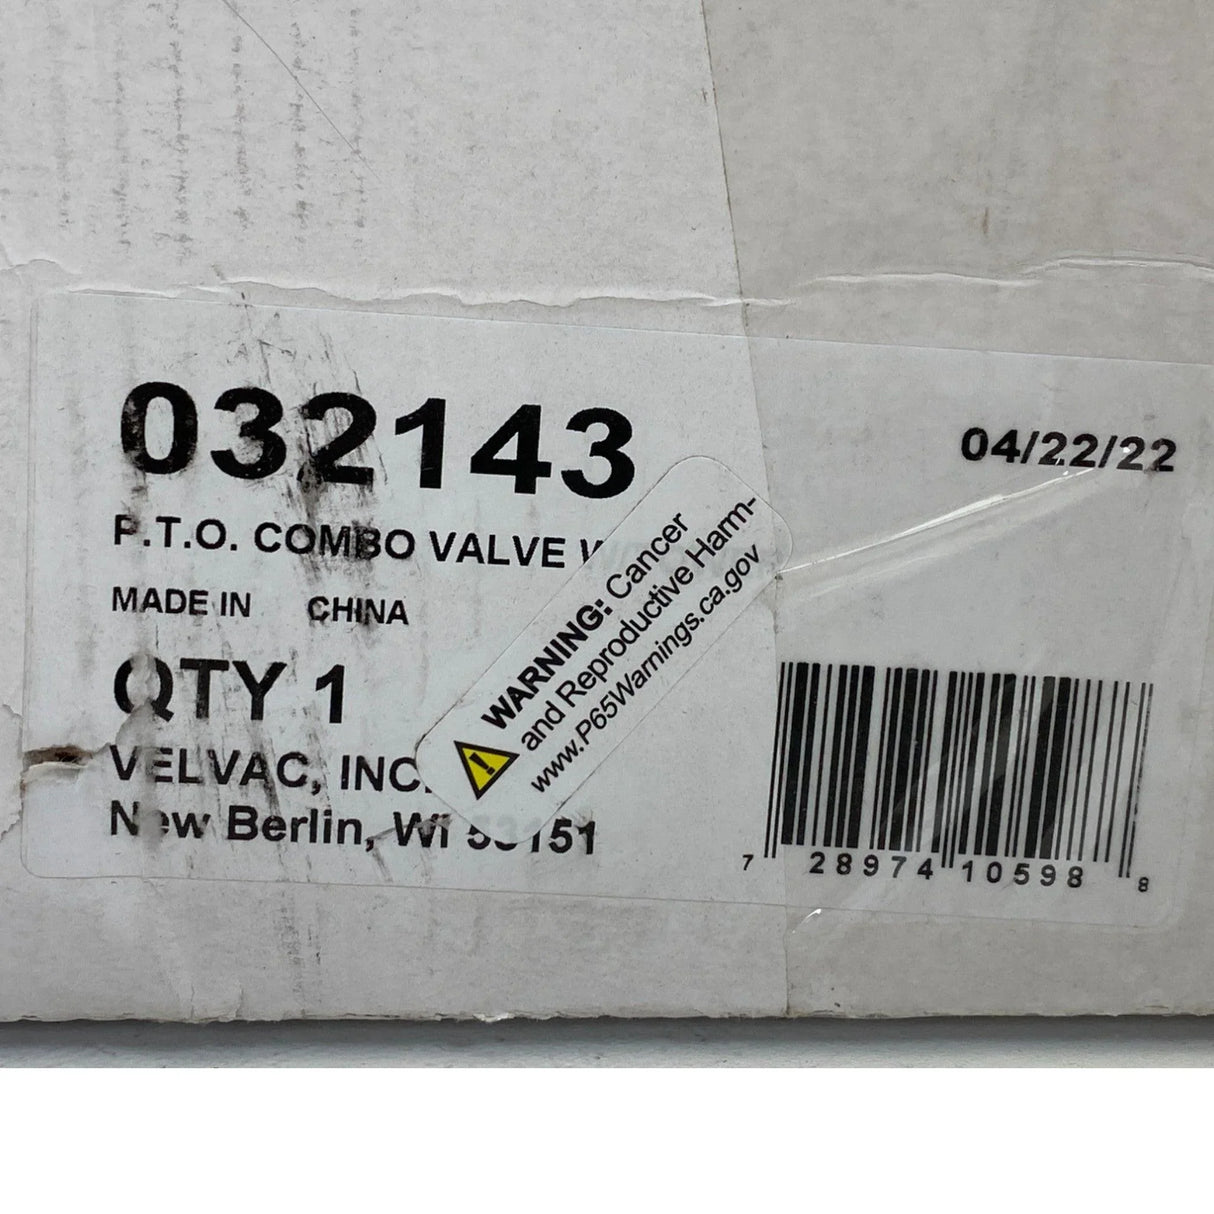 032143
04/22/22
P.T.O. COMBO VALVE
MADE IN CHINA
QTY 1
VELVAC, INC.
New Berlin, WI 53151
WARNING: Cancer
and Reproductive Harm-
www.P65Warnings.ca.gov
7 28974 10598 8